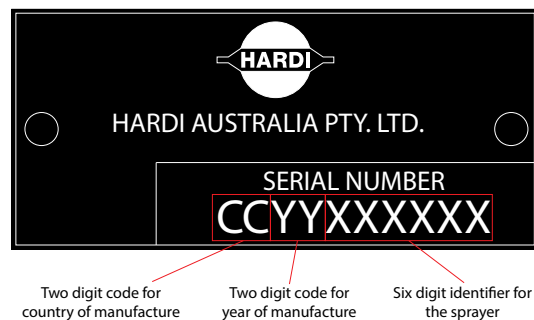 HARDI
HARDI AUSTRALIA PTY. LTD.
SERIAL NUMBER
CCYYXXXXXX
Two digit code for
country of manufacture
Two digit code for
year of manufacture
Six digit identifier for
the sprayer